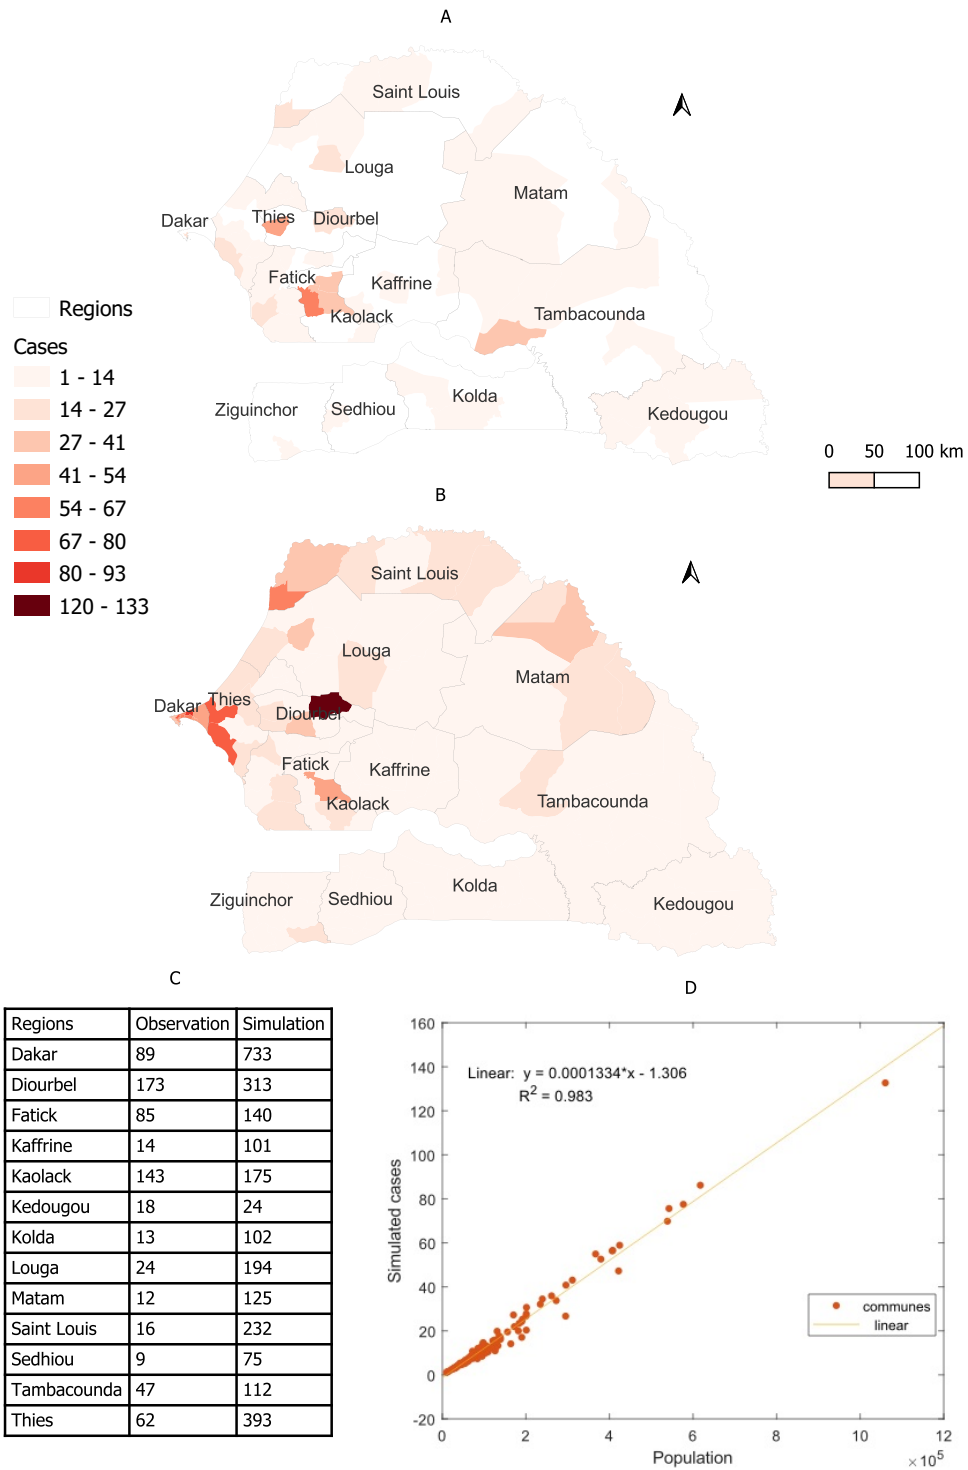 A
Saint Louis
Louga
Matam
Dakar
Thies
Diourbel
Fatick
Kaffrine
Kaolack
Tambacounda
Ziguinchor
Sedhiou
Kolda
Kedougou
Regions
Cases
1 - 14
14 - 27
27 - 41
41 - 54
54 - 67
67 - 80
80 - 93
120 - 133
0 50 100 km
B
Saint Louis
Louga
Matam
Dakar
Thies
Diourbel
Fatick
Kaffrine
Kaolack
Tambacounda
Ziguinchor
Sedhiou
Kolda
Kedougou
C
Regions Observation Simulation
Dakar 89 733
Diourbel 173 313
Fatick 85 140
Kaffrine 14 101
Kaolack 143 175
Kedougou 18 24
Kolda 13 102
Louga 24 194
Matam 12 125
Saint Louis 16 232
Sedhiou 9 75
Tambacounda 47 112
Thies 62 393
D
160
140
120
100
80
60
40
20
0
-20
Simulated cases
Linear: y = 0.0001334*x - 1.306
R² = 0.983
communes
linear
0 2 4 6 8 10 12
Population
×10⁵